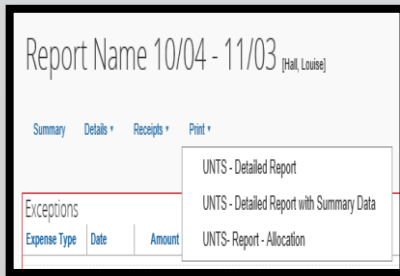 Report Name 10/04 - 11/03 [Hall, Louise]
Summary Details ▾ Receipts ▾ Print ▾
UNTS - Detailed Report
UNTS - Detailed Report with Summary Data
UNTS- Report - Allocation
Exceptions
Expense Type Date Amount